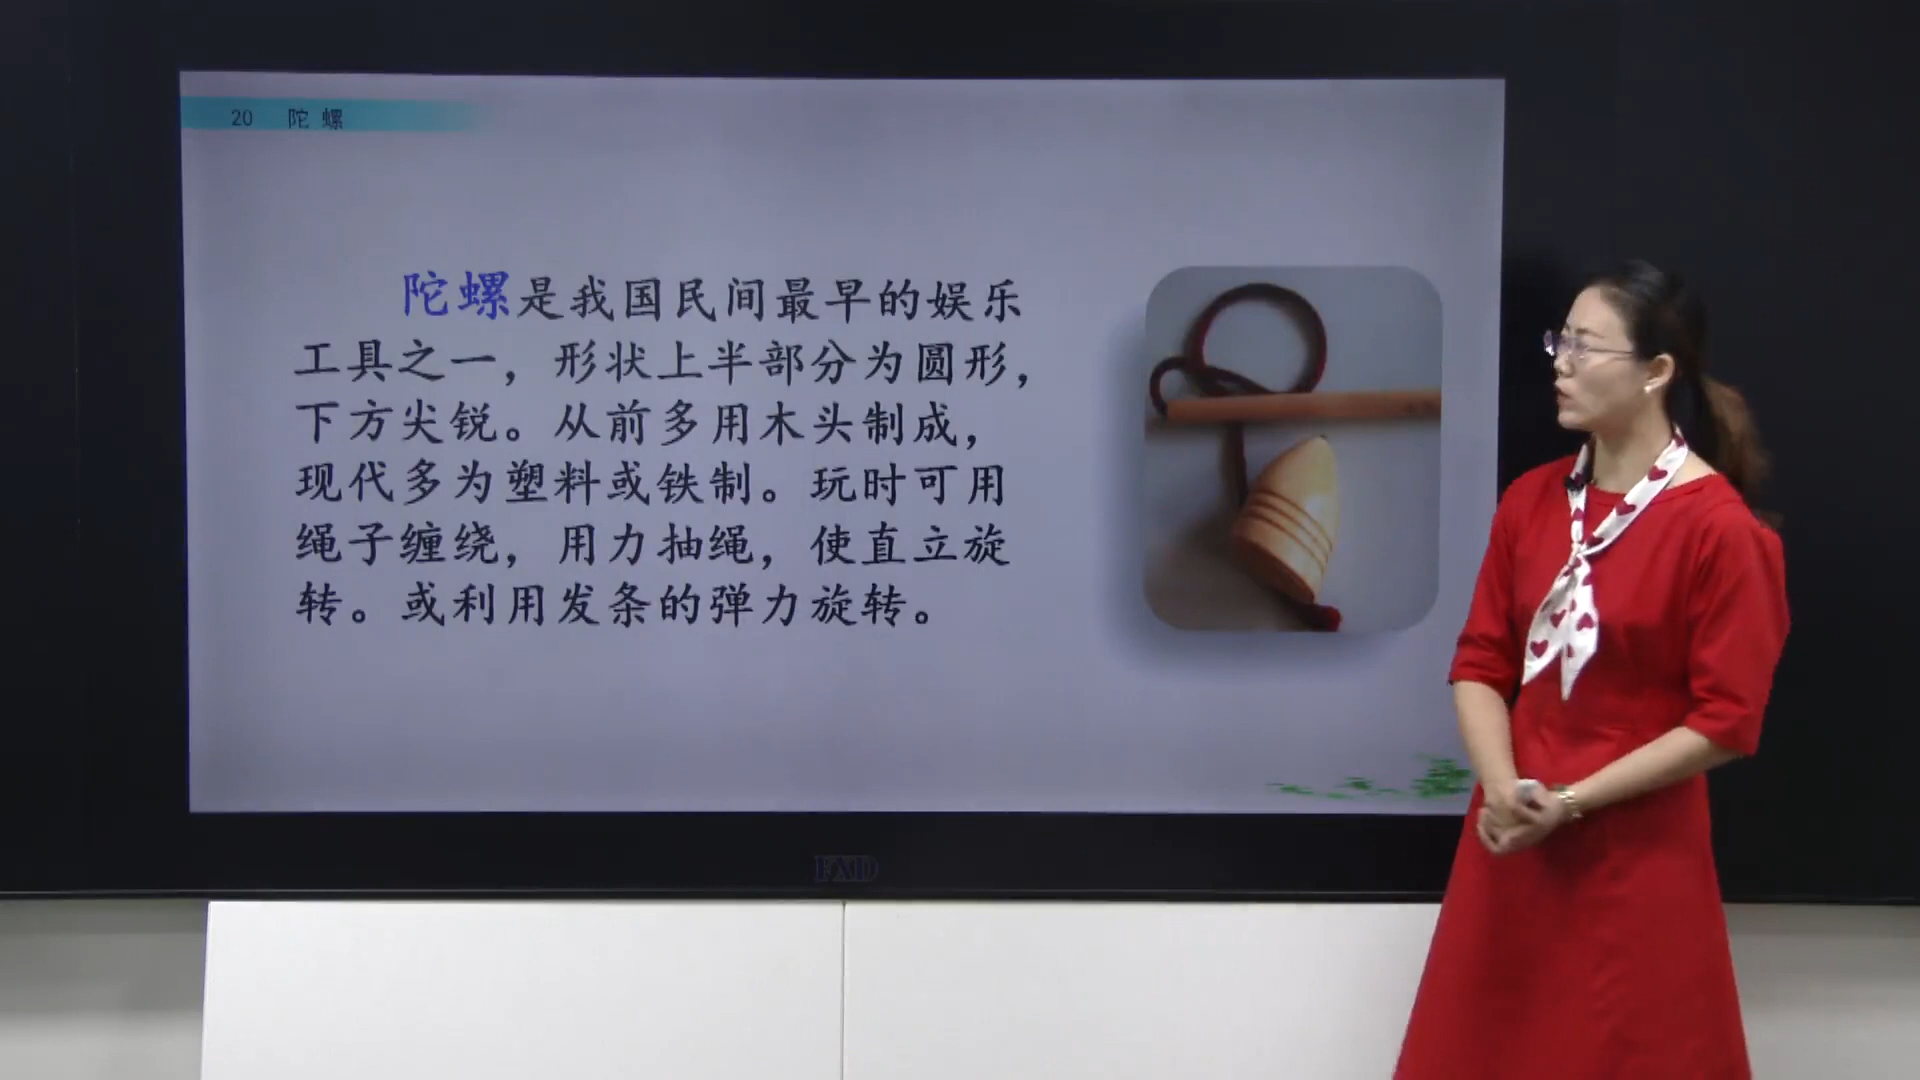 20 陀 螺
陀螺是我国民间最早的娱乐
工具之一，形状上半部分为圆形，
下方尖锐。从前多用木头制成，
现代多为塑料或铁制。玩时可用
绳子缠绕，用力抽绳，使直立旋
转。或利用发条的弹力旋转。
FXD